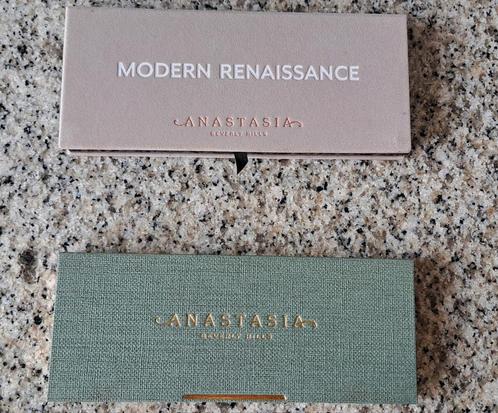 MODERN RENAISSANCE
ANASTASIA
BEVERLY HILLS
ANASTASIA
BEVERLY HILLS